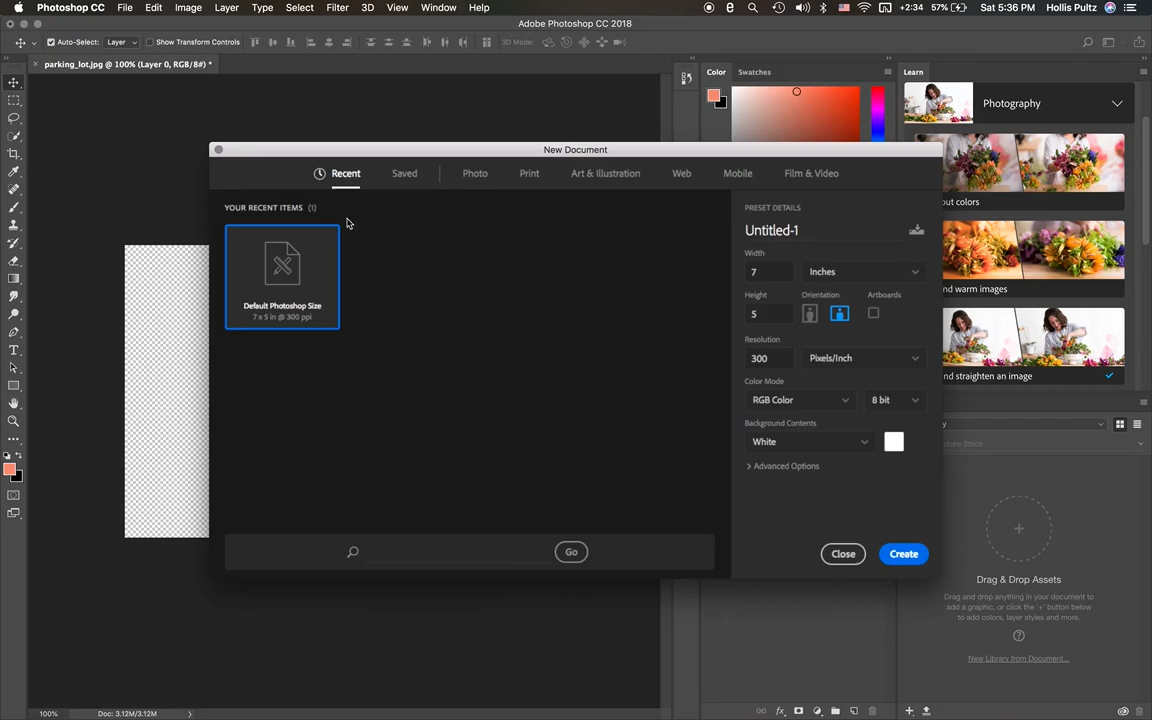 Photoshop CC File Edit Image Layer Type Select Filter 3D View Window Help +2:34 57% Sat 5:36 PM Hollis Pultz
Adobe Photoshop CC 2018
Auto-Select: Layer Show Transform Controls 3D Mode:
parking_lot.jpg @ 100% (Layer 0, RGB/8#) *
Color Swatches Learn
Photography
out colors
nd warm images
nd straighten an image
New Document
Recent Saved Photo Print Art & Illustration Web Mobile Film & Video
YOUR RECENT ITEMS (1)
Default Photoshop Size
7 x 5 in @ 300 ppi
Go
PRESET DETAILS
Untitled-1
Width
7 Inches
Height Orientation Artboards
5
Resolution
300 Pixels/Inch
Color Mode
RGB Color 8 bit
Background Contents
White
Advanced Options
Close Create
y
dobe Stock
Drag & Drop Assets
Drag and drop anything in your document to
add a graphic, or click the '+' button below
to add colors, layer styles and more.
New Library from Document...
100% Doc: 3.12M/3.12M
fx